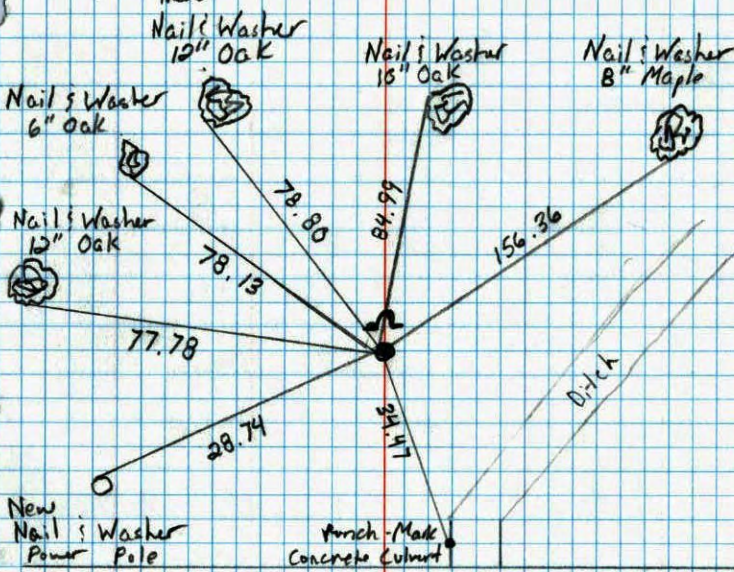 Nail & Washer
12" Oak
Nail & Washer
10" Oak
Nail & Washer
8" Maple
Nail & Washer
6" Oak
Nail & Washer
12" Oak
78.80
84.99
156.36
78.13
77.78
28.74
34.47
Ditch
New
Nail & Washer
Power Pole
Punch-Mark
Concrete Culvert